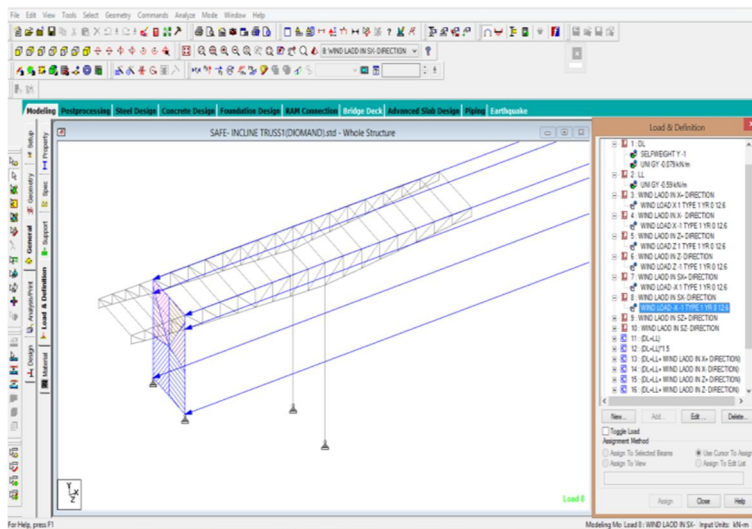 File Edit View Tools Select Geometry Commands Analyze Mode Window Help
8: WIND LAOD IN SX-DIRECTION
Modeling Postprocessing Steel Design Concrete Design Foundation Design RAM Connection Bridge Deck Advanced Slab Design Piping Earthquake
SAFE- INCLINE TRUSS1(DIOMAND).std - Whole Structure
Setup
Geometry
General
Analysis/Print
Design
Property
Spec
Support
Load & Definition
Material
Y
X
Z
Load 8
Load & Definition
1 : DL
SELFWEIGHT Y -1
UNI GY -0.079 kN/m
2 : LL
UNI GY -0.59 kN/m
3 : WIND LAOD IN X+ DIRECTION
WIND LOAD X 1 TYPE 1 YR 0 12.6
4 : WIND LAOD IN X- DIRECTION
WIND LOAD X -1 TYPE 1 YR 0 12.6
5 : WIND LAOD IN Z+ DIRECTION
WIND LOAD Z 1 TYPE 1 YR 0 12.6
6 : WIND LAOD IN Z-DIRECTION
WIND LOAD Z -1 TYPE 1 YR 0 12.6
7 : WIND LAOD IN SX+ DIRECTION
WIND LOAD -X 1 TYPE 1 YR 0 12.6
8 : WIND LAOD IN SX-DIRECTION
WIND LOAD -X -1 TYPE 1 YR 0 12.6
9 : WIND LAOD IN SZ+ DIRECTION
10 : WIND LAOD IN SZ- DIRECTION
11 : (DL+LL)
12 : (DL+LL)*1.5
13 : (DL+LL+ WIND LAOD IN X+ DIRECTION)
14 : (DL+LL+ WIND LAOD IN X- DIRECTION)
15 : (DL+LL+ WIND LAOD IN Z+ DIRECTION)
16 : (DL+LL+ WIND LAOD IN Z-DIRECTION)
New... Add... Edit... Delete...
Toggle Load
Assignment Method
Assign To Selected Beams Use Cursor To Assign
Assign To View Assign To Edit List
Assign Close Help
For Help, press F1
Modeling Mo Load 8 : WIND LAOD IN SX- Input Units: kN-m